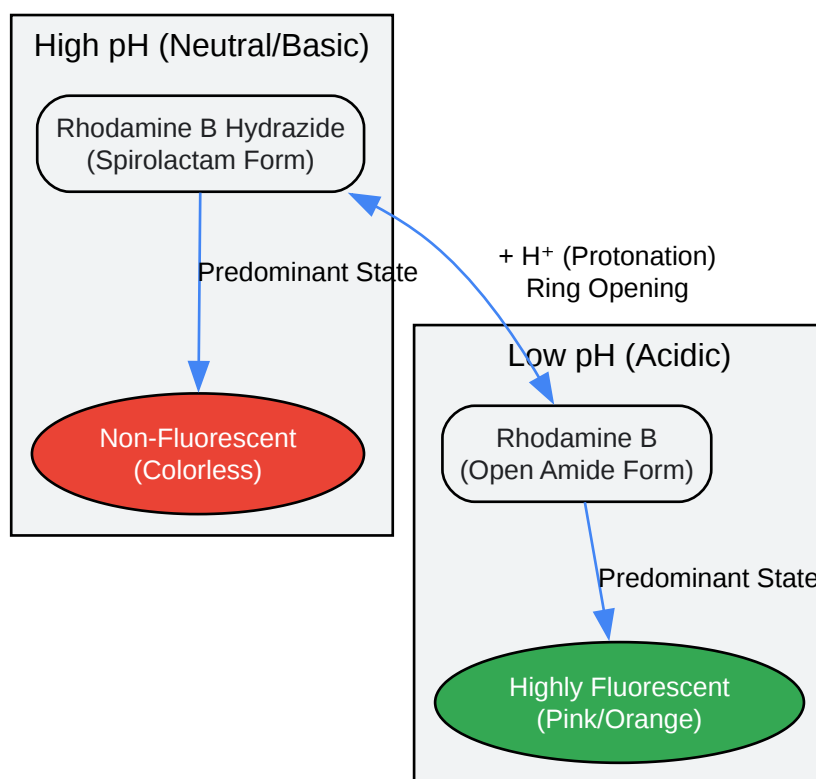 High pH (Neutral/Basic)
Rhodamine B Hydrazide
(Spirolactam Form)
Predominant State
Non-Fluorescent
(Colorless)
+ H⁺ (Protonation)
Ring Opening
Low pH (Acidic)
Rhodamine B
(Open Amide Form)
Predominant State
Highly Fluorescent
(Pink/Orange)